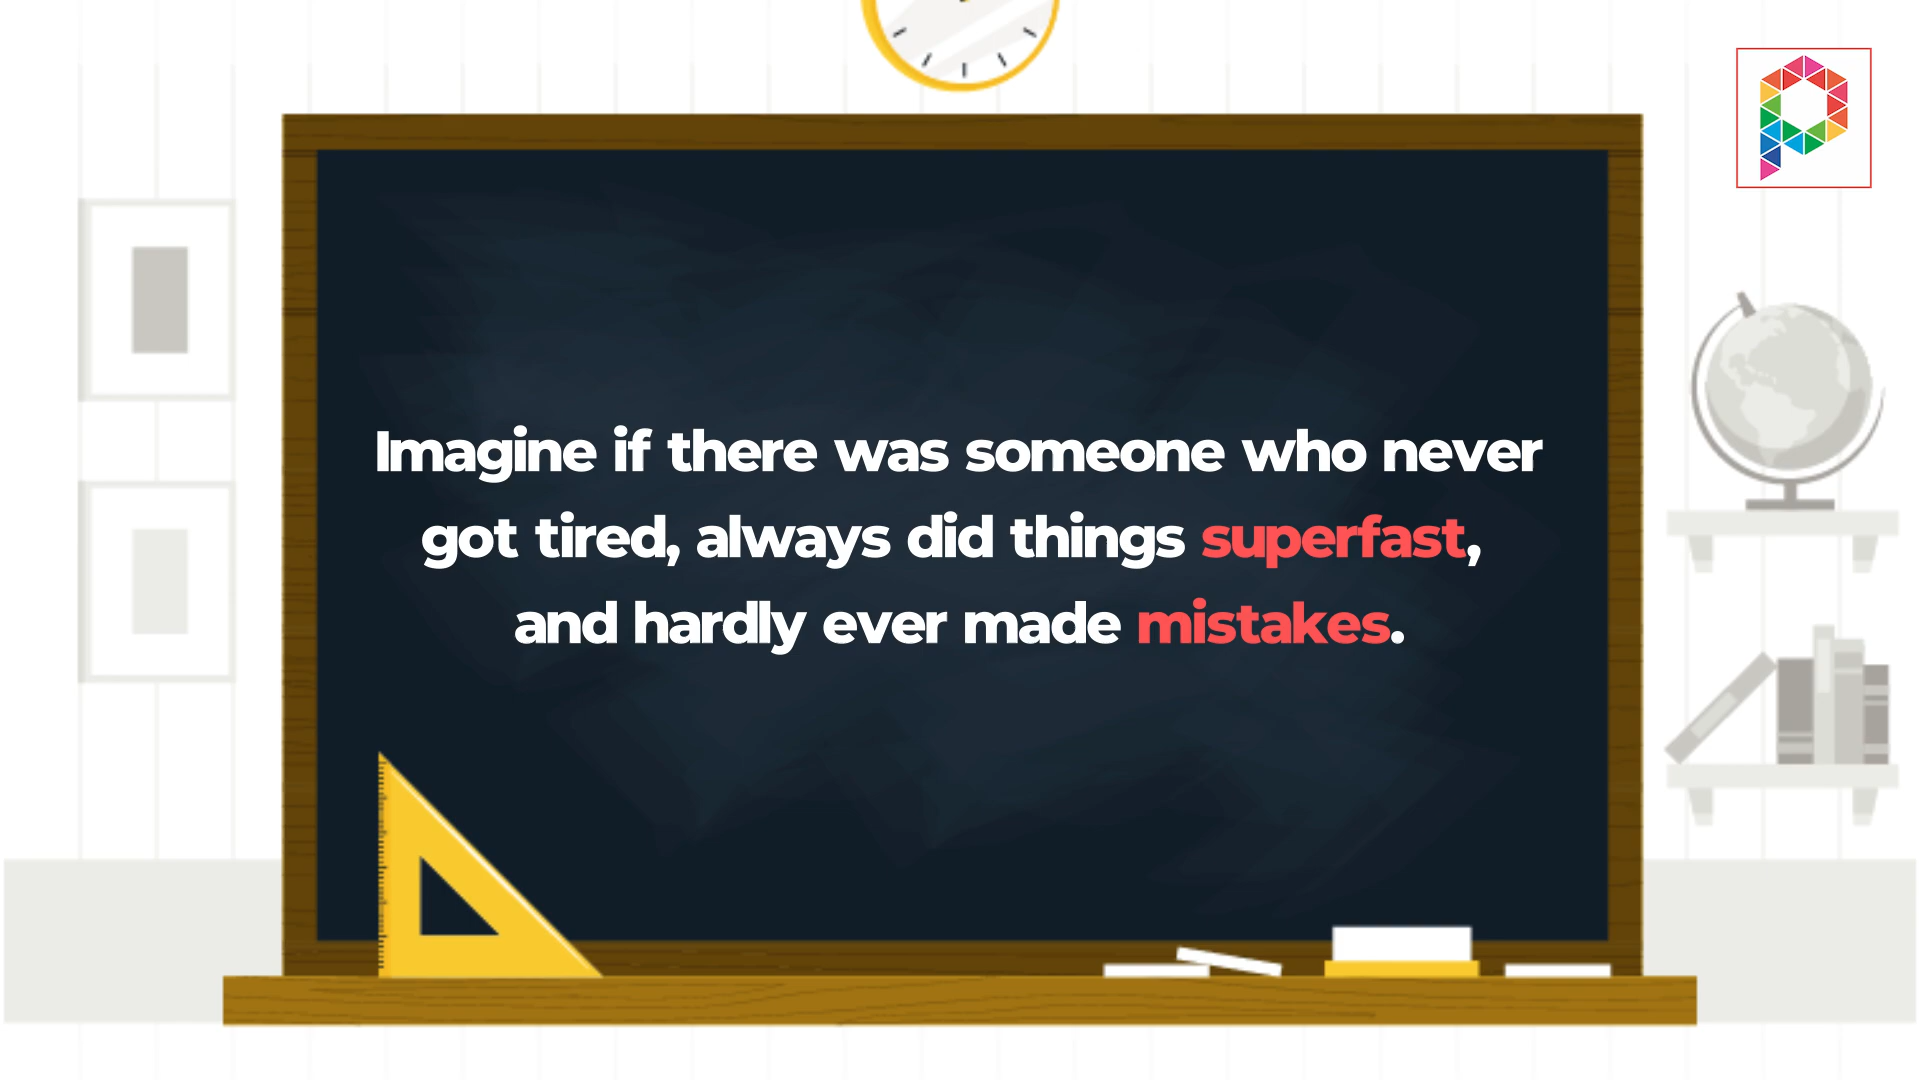 Imagine if there was someone who never
got tired, always did things superfast,
and hardly ever made mistakes.